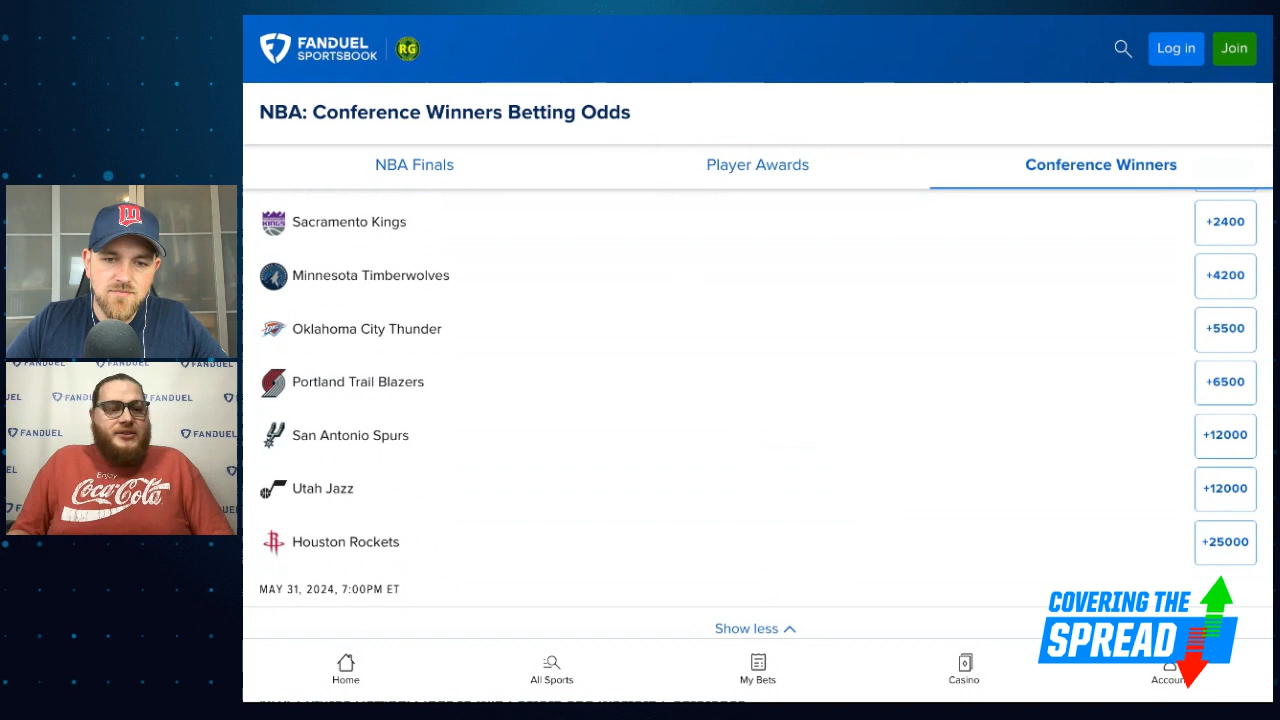 FANDUEL
SPORTSBOOK
RG
Log in
Join
NBA: Conference Winners Betting Odds
NBA Finals
Player Awards
Conference Winners
Sacramento Kings
+2400
Minnesota Timberwolves
+4200
Oklahoma City Thunder
+5500
Portland Trail Blazers
+6500
San Antonio Spurs
+12000
Utah Jazz
+12000
Houston Rockets
+25000
MAY 31, 2024, 7:00PM ET
Show less
Home
All Sports
My Bets
Casino
Accoun
COVERING THE
SPREAD
FANDUEL
FANDUEL
FANDUEL
FANDUEL
Enjoy
Coca-Cola